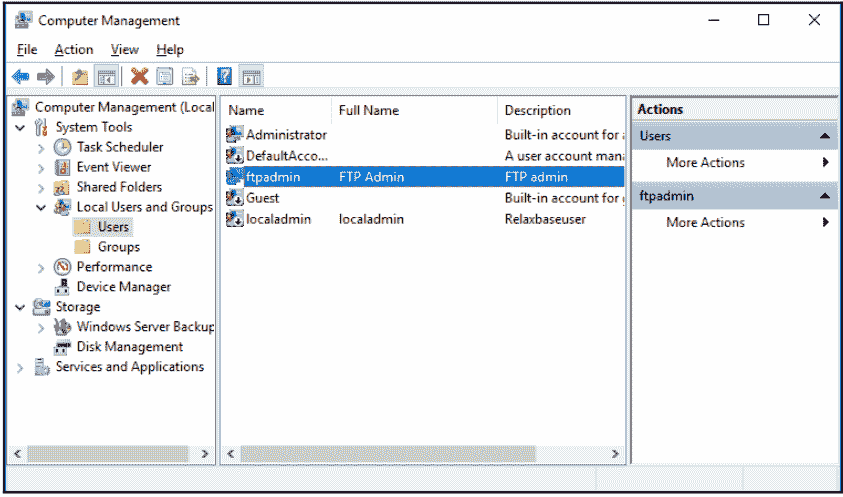 Computer Management
File Action View Help
Computer Management (Local
System Tools
Task Scheduler
Event Viewer
Shared Folders
Local Users and Groups
Users
Groups
Performance
Device Manager
Storage
Windows Server Backup
Disk Management
Services and Applications
Name Full Name Description
Administrator Built-in account for a
DefaultAcco... A user account mana
ftpadmin FTP Admin FTP admin
Guest Built-in account for g
localadmin localadmin Relaxbaseuser
Actions
Users
More Actions
ftpadmin
More Actions